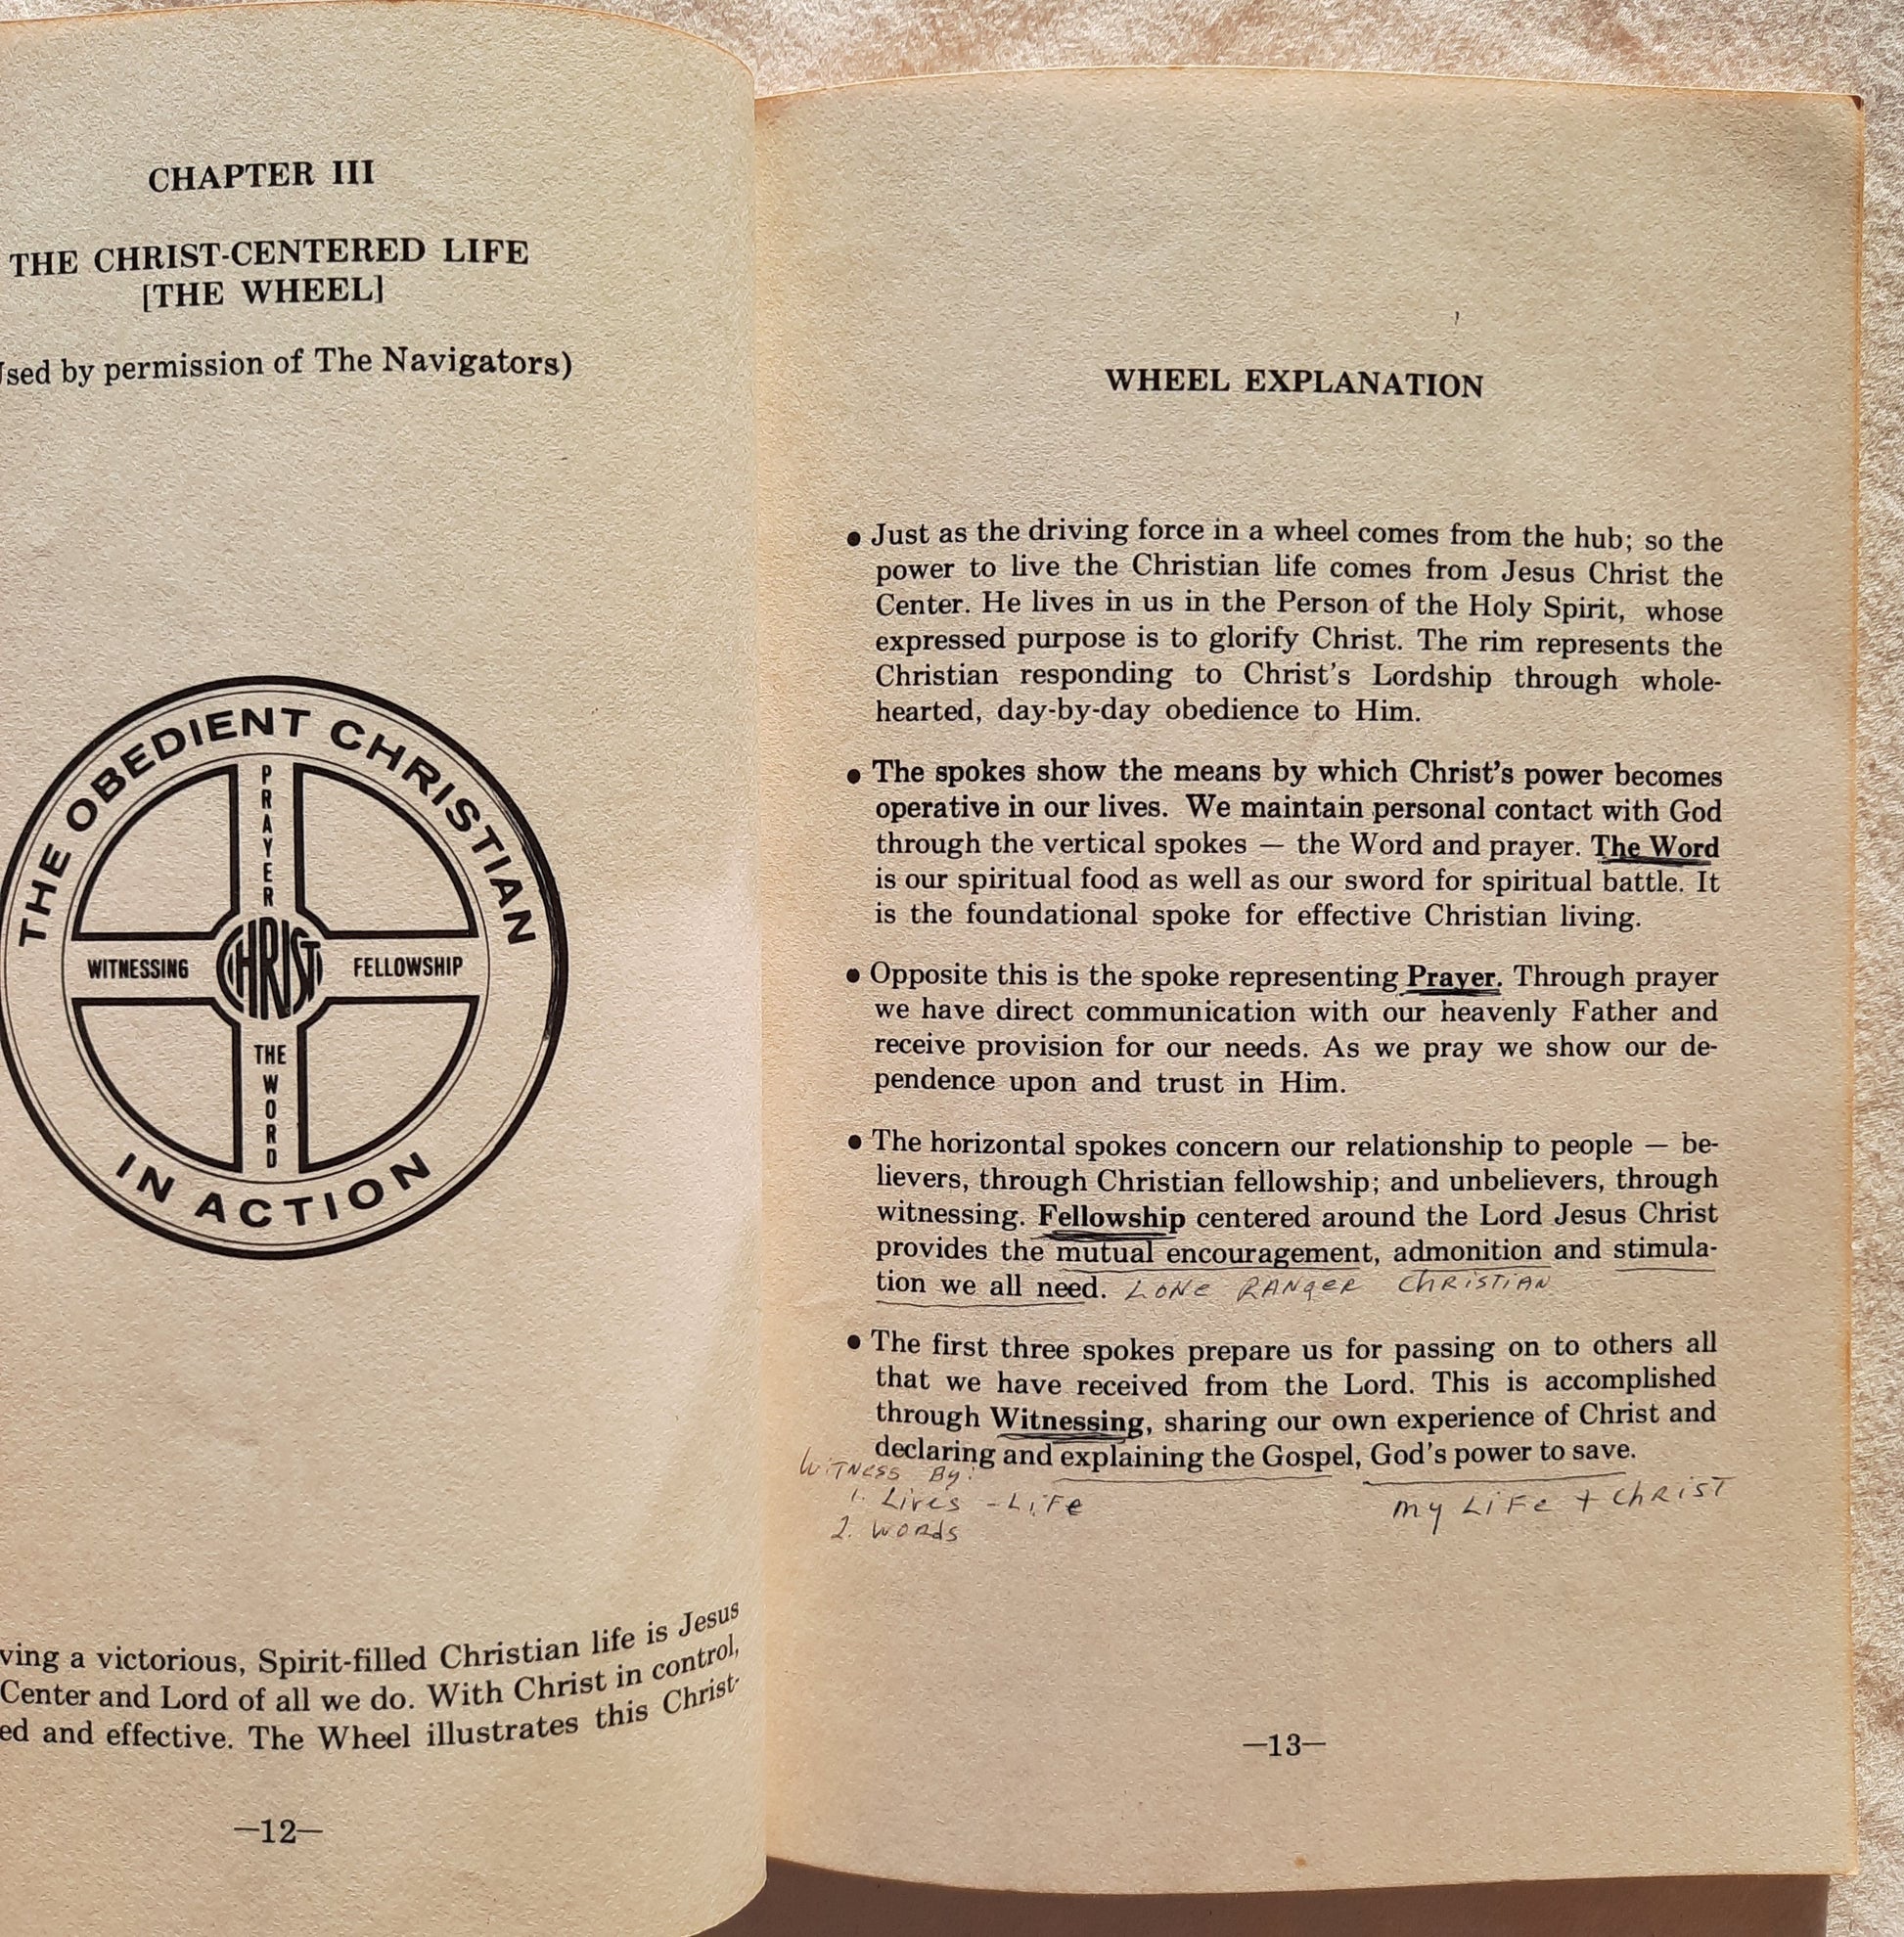 CHAPTER III
THE CHRIST-CENTERED LIFE
[THE WHEEL]
by permission of The Navigators)
THE OBEDIENT CHRISTIAN
PRAYER
WITNESSING CHRIST FELLOWSHIP
THE
WORD
IN ACTION
a victorious, Spirit-filled Christian life is Jesus
Center and Lord of all we do. With Christ in control,
and effective. The Wheel illustrates this Christ-
—12—
WHEEL EXPLANATION
• Just as the driving force in a wheel comes from the hub; so the
power to live the Christian life comes from Jesus Christ the
Center. He lives in us in the Person of the Holy Spirit, whose
expressed purpose is to glorify Christ. The rim represents the
Christian responding to Christ's Lordship through whole-
hearted, day-by-day obedience to Him.
• The spokes show the means by which Christ's power becomes
operative in our lives. We maintain personal contact with God
through the vertical spokes — the Word and prayer. The Word
is our spiritual food as well as our sword for spiritual battle. It
is the foundational spoke for effective Christian living.
• Opposite this is the spoke representing Prayer. Through prayer
we have direct communication with our heavenly Father and
receive provision for our needs. As we pray we show our de-
pendence upon and trust in Him.
• The horizontal spokes concern our relationship to people — be-
lievers, through Christian fellowship; and unbelievers, through
witnessing. Fellowship centered around the Lord Jesus Christ
provides the mutual encouragement, admonition and stimula-
tion we all need. LONE RANGER CHRISTIAN
• The first three spokes prepare us for passing on to others all
that we have received from the Lord. This is accomplished
through Witnessing, sharing our own experience of Christ and
declaring and explaining the Gospel, God's power to save.
WITNESS By:
1. Lives - LiFe
2. WORds
my LiFe + ChRiST
—13—